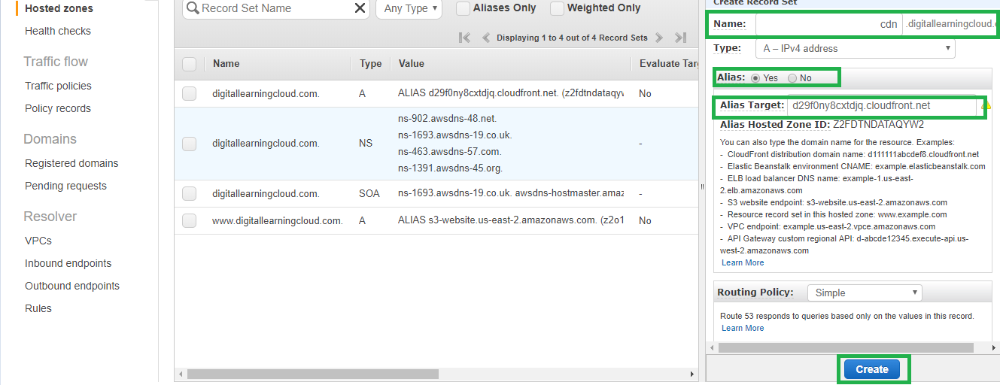 Hosted zones
Health checks
Traffic flow
Traffic policies
Policy records
Domains
Registered domains
Pending requests
Resolver
VPCs
Inbound endpoints
Outbound endpoints
Rules
Record Set Name
Any Type
Aliases Only
Weighted Only
Displaying 1 to 4 out of 4 Record Sets
Name Type Value Evaluate Targ
digitallearningcloud.com. A ALIAS d29f0ny8cxtdjq.cloudfront.net. (z2fdtndataqyw No
digitallearningcloud.com. NS ns-902.awsdns-48.net.
ns-1693.awsdns-19.co.uk.
ns-463.awsdns-57.com.
ns-1391.awsdns-45.org.
-
digitallearningcloud.com. SOA ns-1693.awsdns-19.co.uk. awsdns-hostmaster.amaz -
www.digitallearningcloud.com. A ALIAS s3-website.us-east-2.amazonaws.com. (z2o1 No
Create Record Set
Name: cdn .digitallearningcloud.c
Type: A – IPv4 address
Alias: Yes No
Alias Target: d29f0ny8cxtdjq.cloudfront.net
Alias Hosted Zone ID: Z2FDTNDATAQYW2
You can also type the domain name for the resource. Examples:
- CloudFront distribution domain name: d111111abcdef8.cloudfront.net
- Elastic Beanstalk environment CNAME: example.elasticbeanstalk.com
- ELB load balancer DNS name: example-1.us-east-
2.elb.amazonaws.com
- S3 website endpoint: s3-website.us-east-2.amazonaws.com
- Resource record set in this hosted zone: www.example.com
- VPC endpoint: example.us-east-2.vpce.amazonaws.com
- API Gateway custom regional API: d-abcde12345.execute-api.us-
west-2.amazonaws.com
Learn More
Routing Policy: Simple
Route 53 responds to queries based only on the values in this record.
Learn More
Create